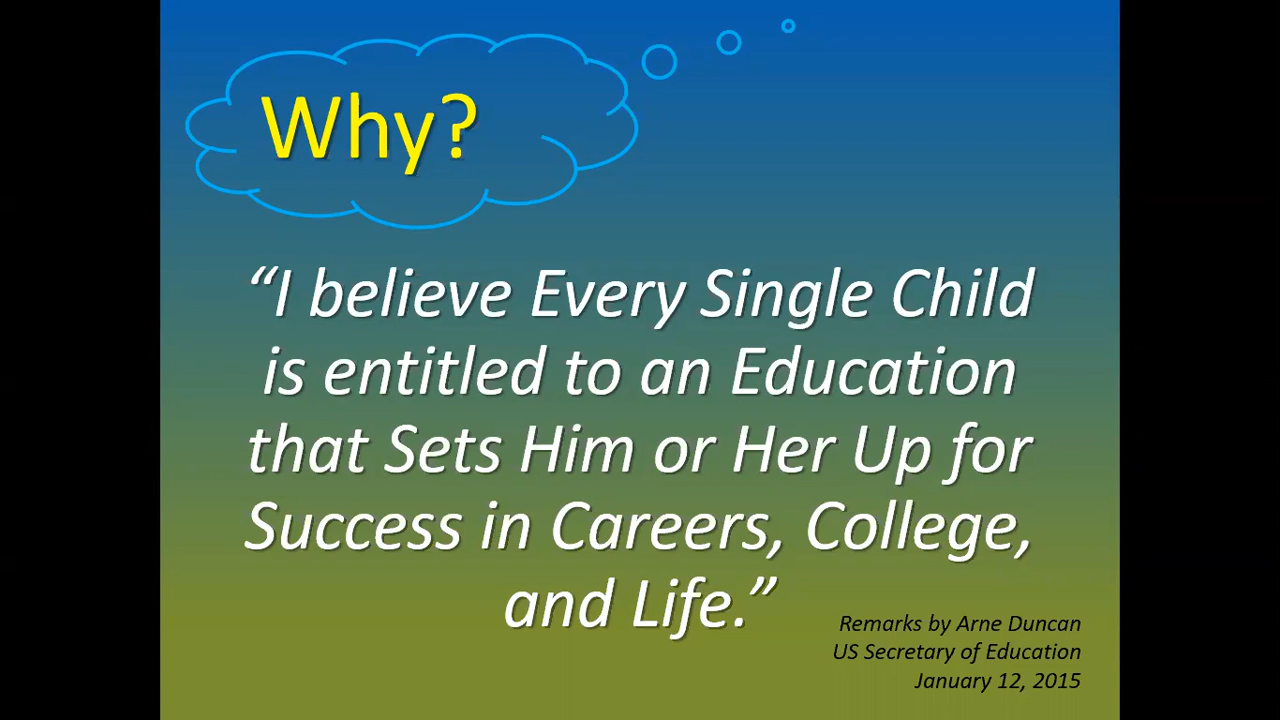 Why?
“I believe Every Single Child
is entitled to an Education
that Sets Him or Her Up for
Success in Careers, College,
and Life.”
Remarks by Arne Duncan
US Secretary of Education
January 12, 2015